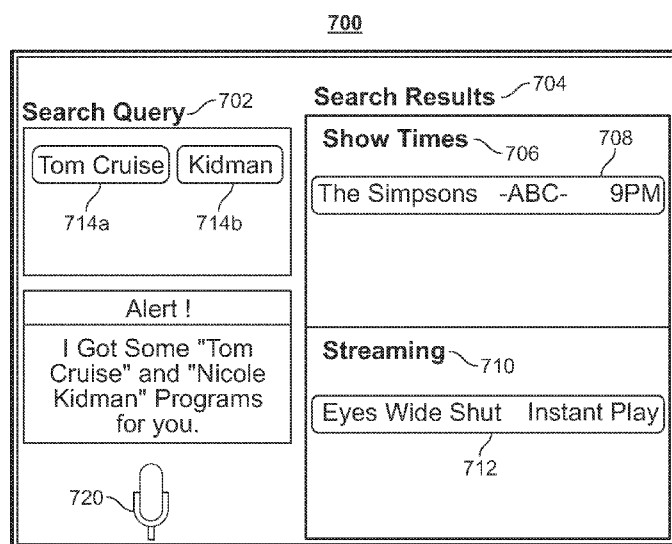 700
Search Query 702
Tom Cruise Kidman
714a 714b
Alert !
I Got Some "Tom
Cruise" and "Nicole
Kidman" Programs
for you.
720
Search Results 704
Show Times 706 708
The Simpsons -ABC- 9PM
Streaming 710
Eyes Wide Shut Instant Play
712